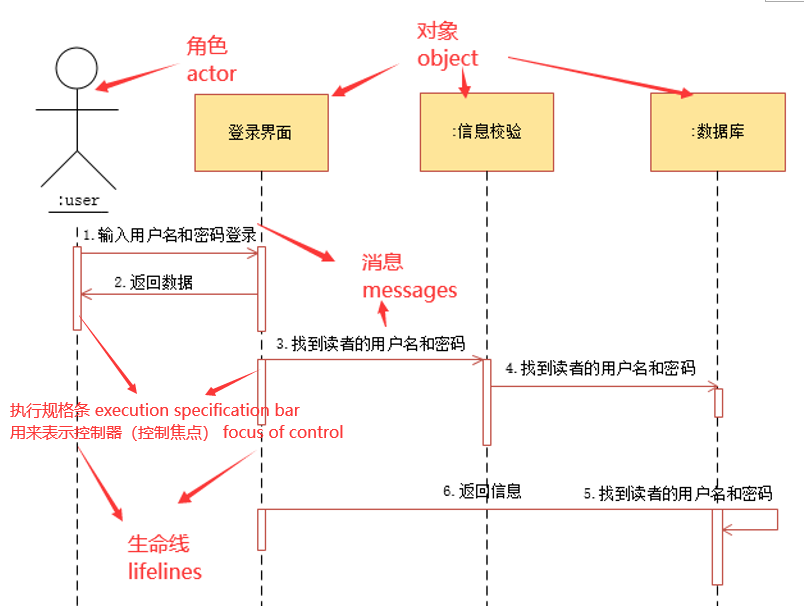 角色
actor
对象
object
登录界面
:信息校验
:数据库
:user
1.输入用户名和密码登录
2.返回数据
消息
messages
3.找到读者的用户名和密码
4.找到读者的用户名和密码
执行规格条 execution specification bar
用来表示控制器（控制焦点） focus of control
6.返回信息
5.找到读者的用户名和密码
生命线
lifelines